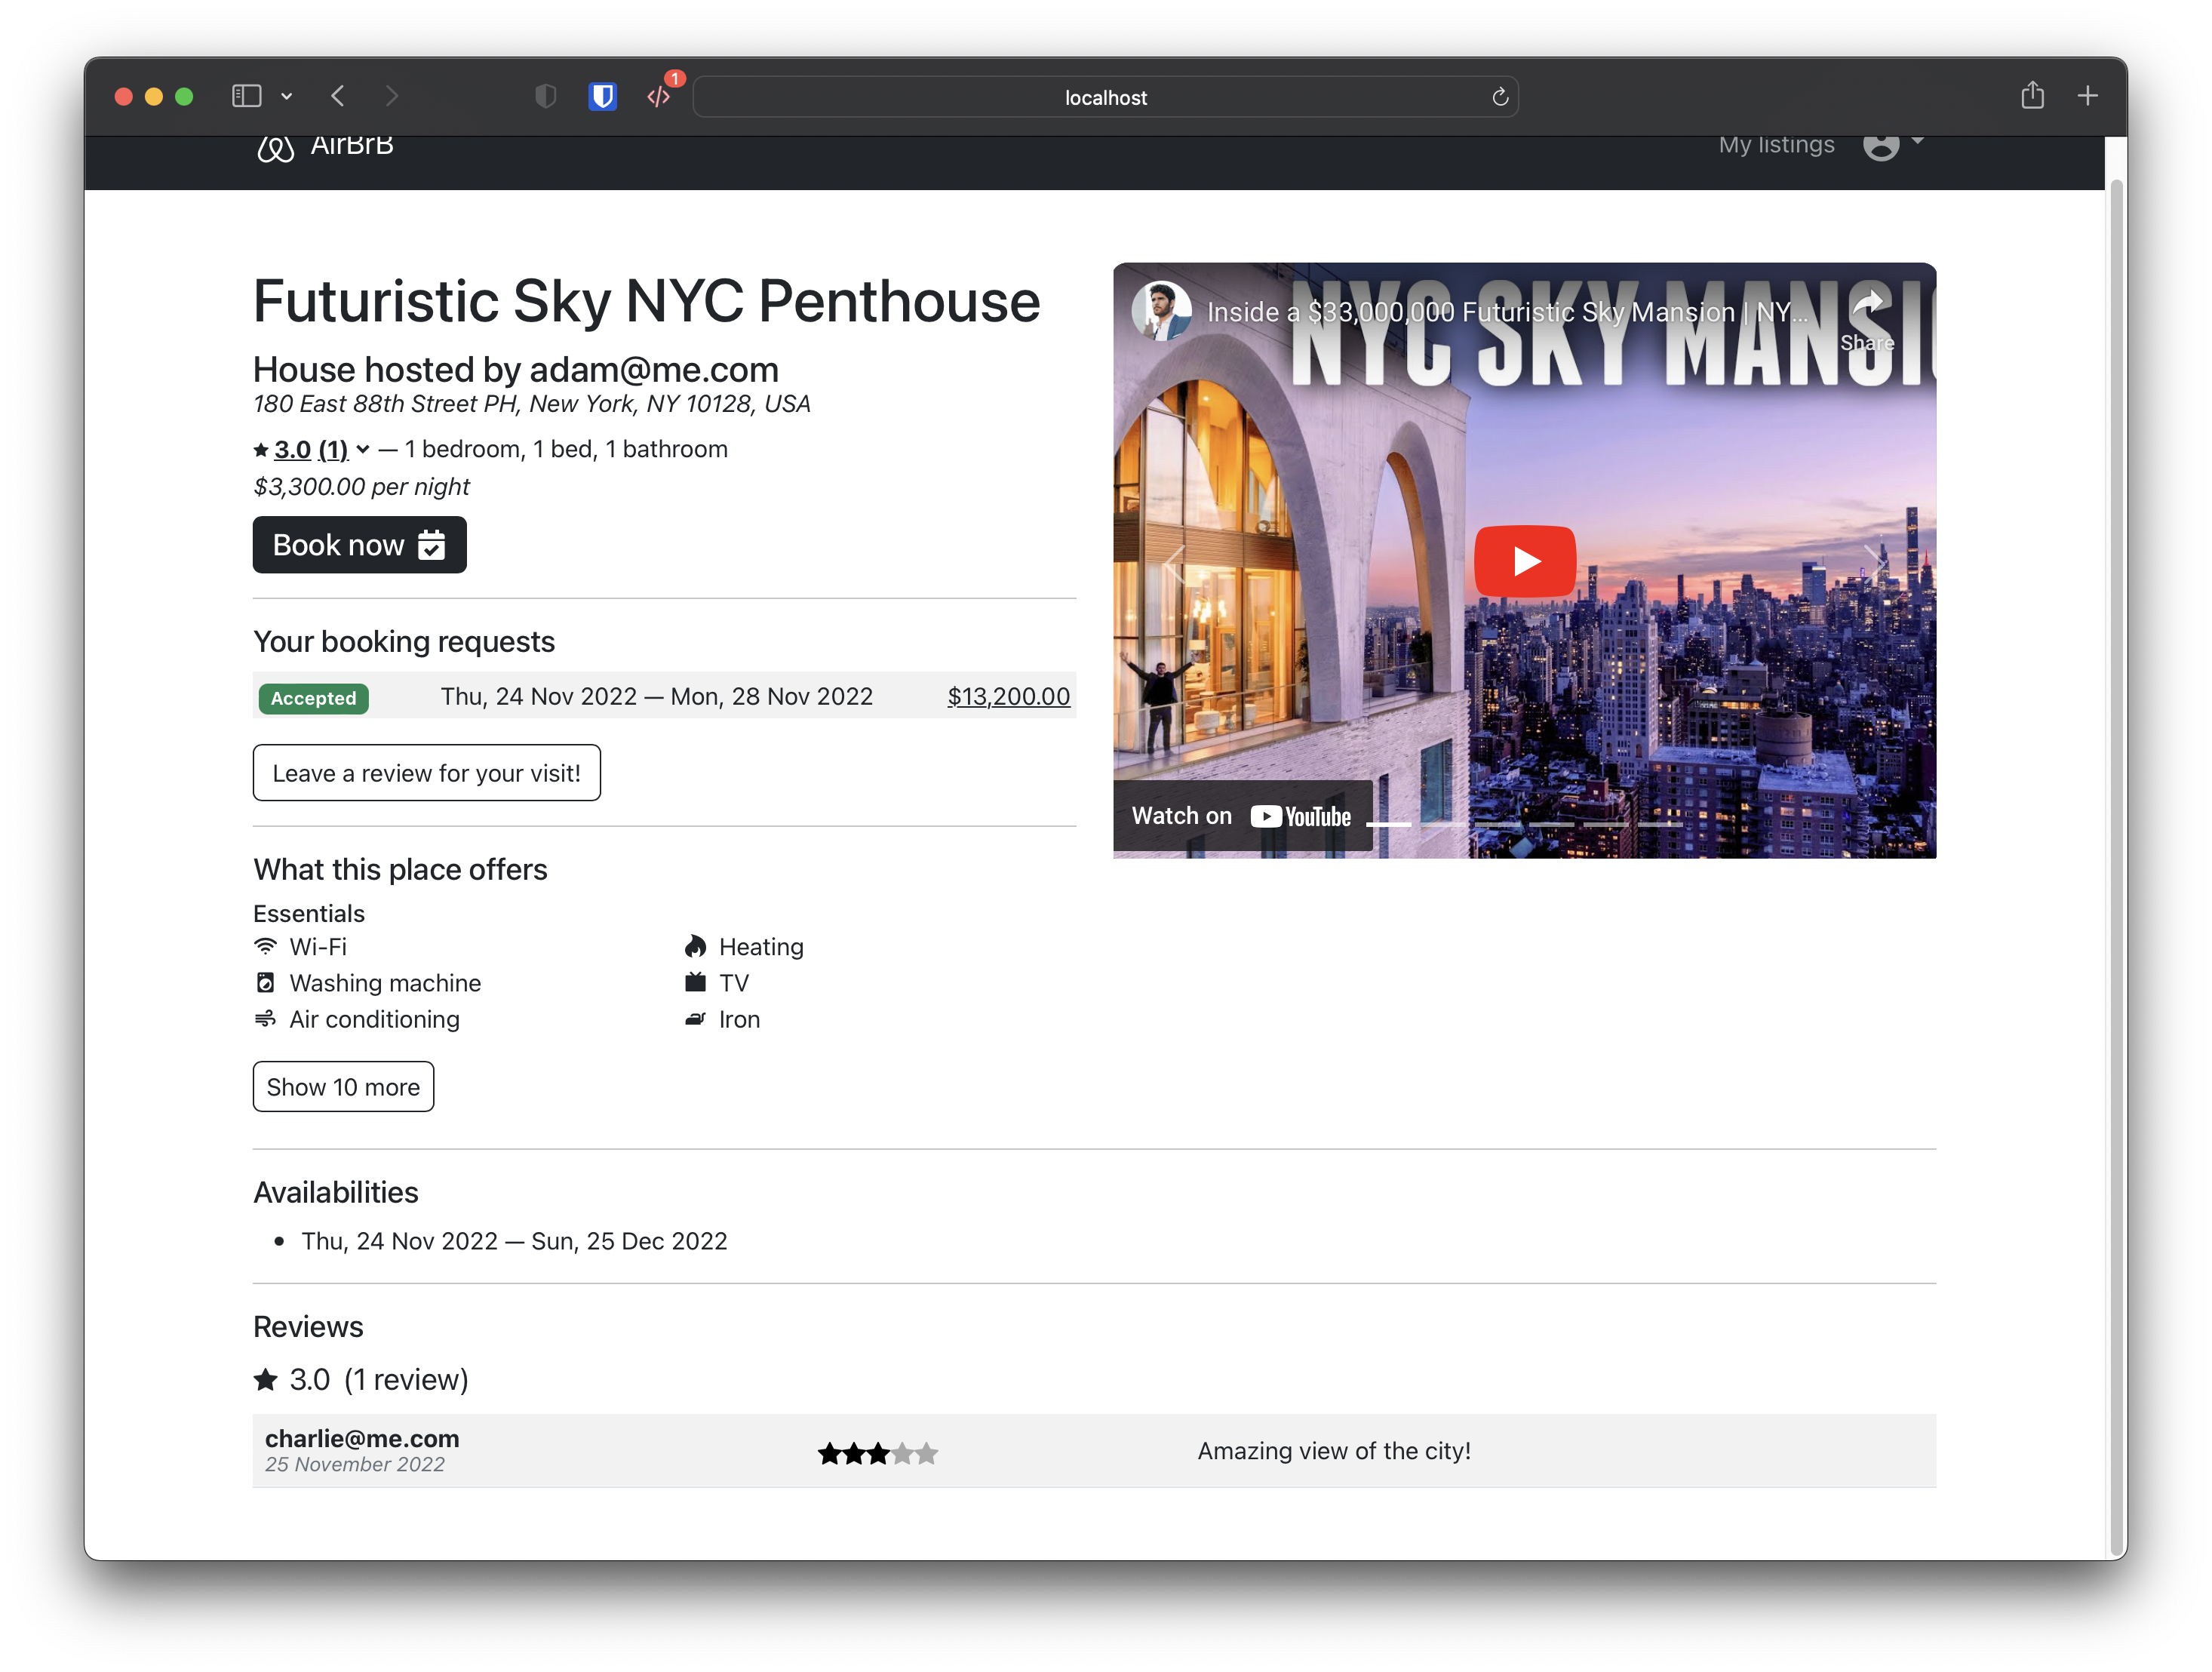 1
localhost
AirBrB
My listings
Futuristic Sky NYC Penthouse
House hosted by adam@me.com
180 East 88th Street PH, New York, NY 10128, USA
3.0 (1) — 1 bedroom, 1 bed, 1 bathroom
$3,300.00 per night
Book now
Your booking requests
Accepted Thu, 24 Nov 2022 — Mon, 28 Nov 2022 $13,200.00
Leave a review for your visit!
What this place offers
Essentials
Wi-Fi Heating
Washing machine TV
Air conditioning Iron
Show 10 more
Inside a $33,000,000 Futuristic Sky Mansion | NY...
Share
NYC SKY MANSI
Watch on YouTube
Availabilities
• Thu, 24 Nov 2022 — Sun, 25 Dec 2022
Reviews
3.0 (1 review)
charlie@me.com
25 November 2022
Amazing view of the city!